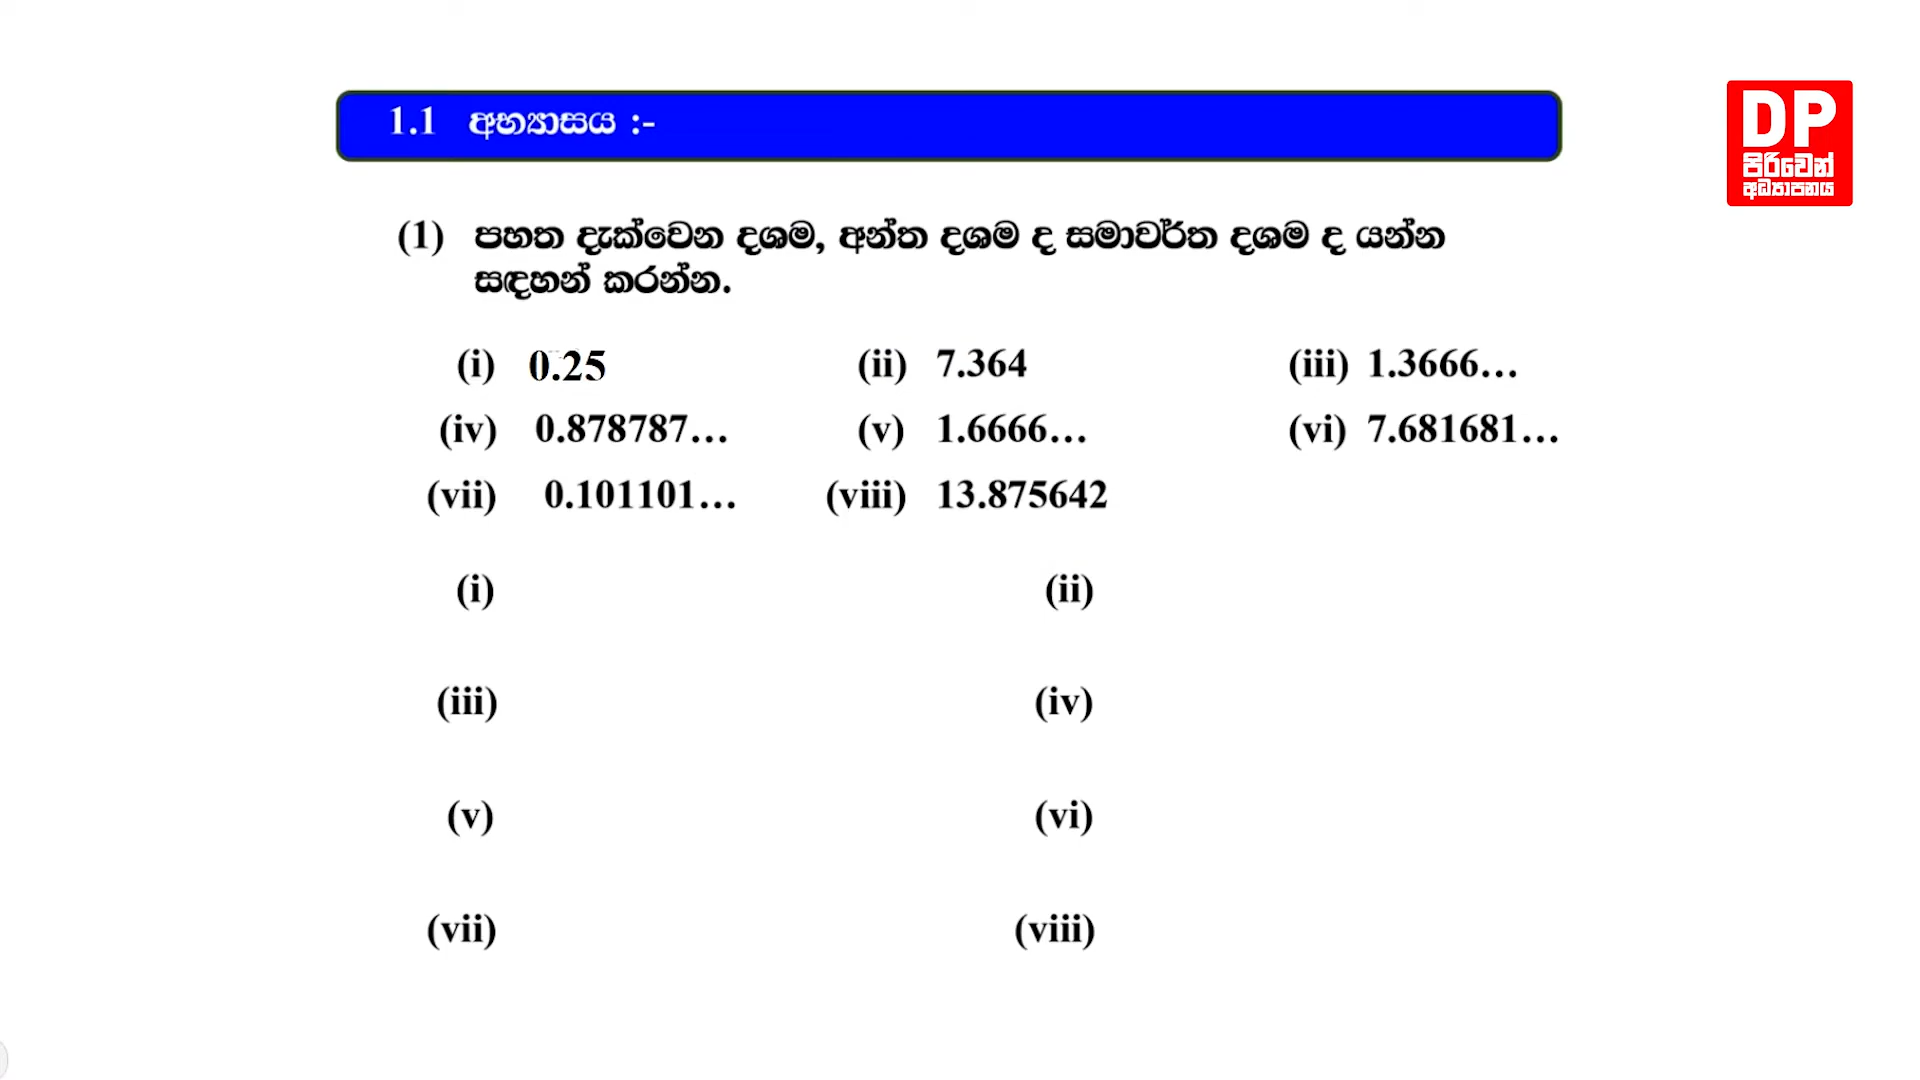 1.1 අභ්‍යාසය :-
DP
පිරිවෙන්
අධ්‍යාපනය
(1) පහත දැක්වෙන දශම, අන්ත දශම ද සමාවර්ත දශම ද යන්න
සඳහන් කරන්න.
(i) 0.25 (ii) 7.364 (iii) 1.3666...
(iv) 0.878787... (v) 1.6666... (vi) 7.681681...
(vii) 0.101101... (viii) 13.875642
(i) (ii)
(iii) (iv)
(v) (vi)
(vii) (viii)